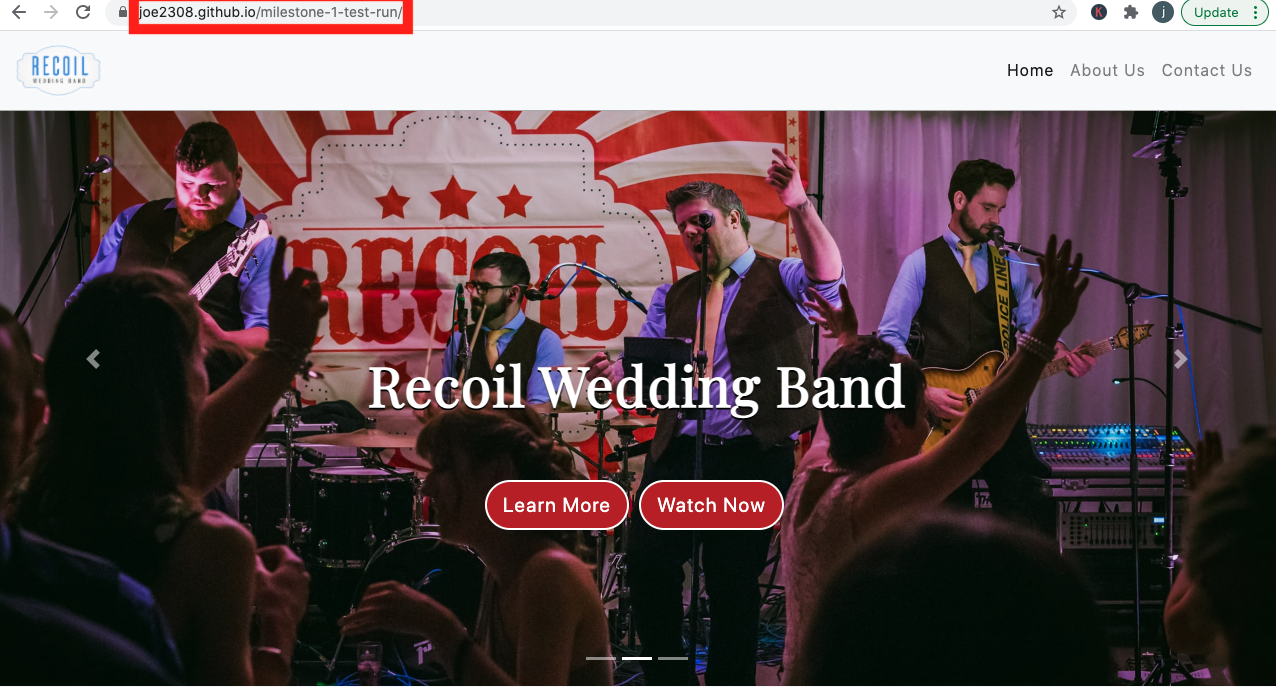 joe2308.github.io/milestone-1-test-run/
K
j
Update
RECOIL
WEDDING BAND
Home
About Us
Contact Us
RECOIL
POLICE LINE
Recoil Wedding Band
Learn More
Watch Now